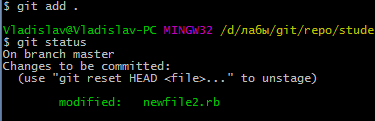 $ git add .
Vladislav@Vladislav-PC MINGW32 /d/лабы/git/repo/stude
$ git status
On branch master
Changes to be committed:
(use "git reset HEAD <file>..." to unstage)
modified: newfile2.rb